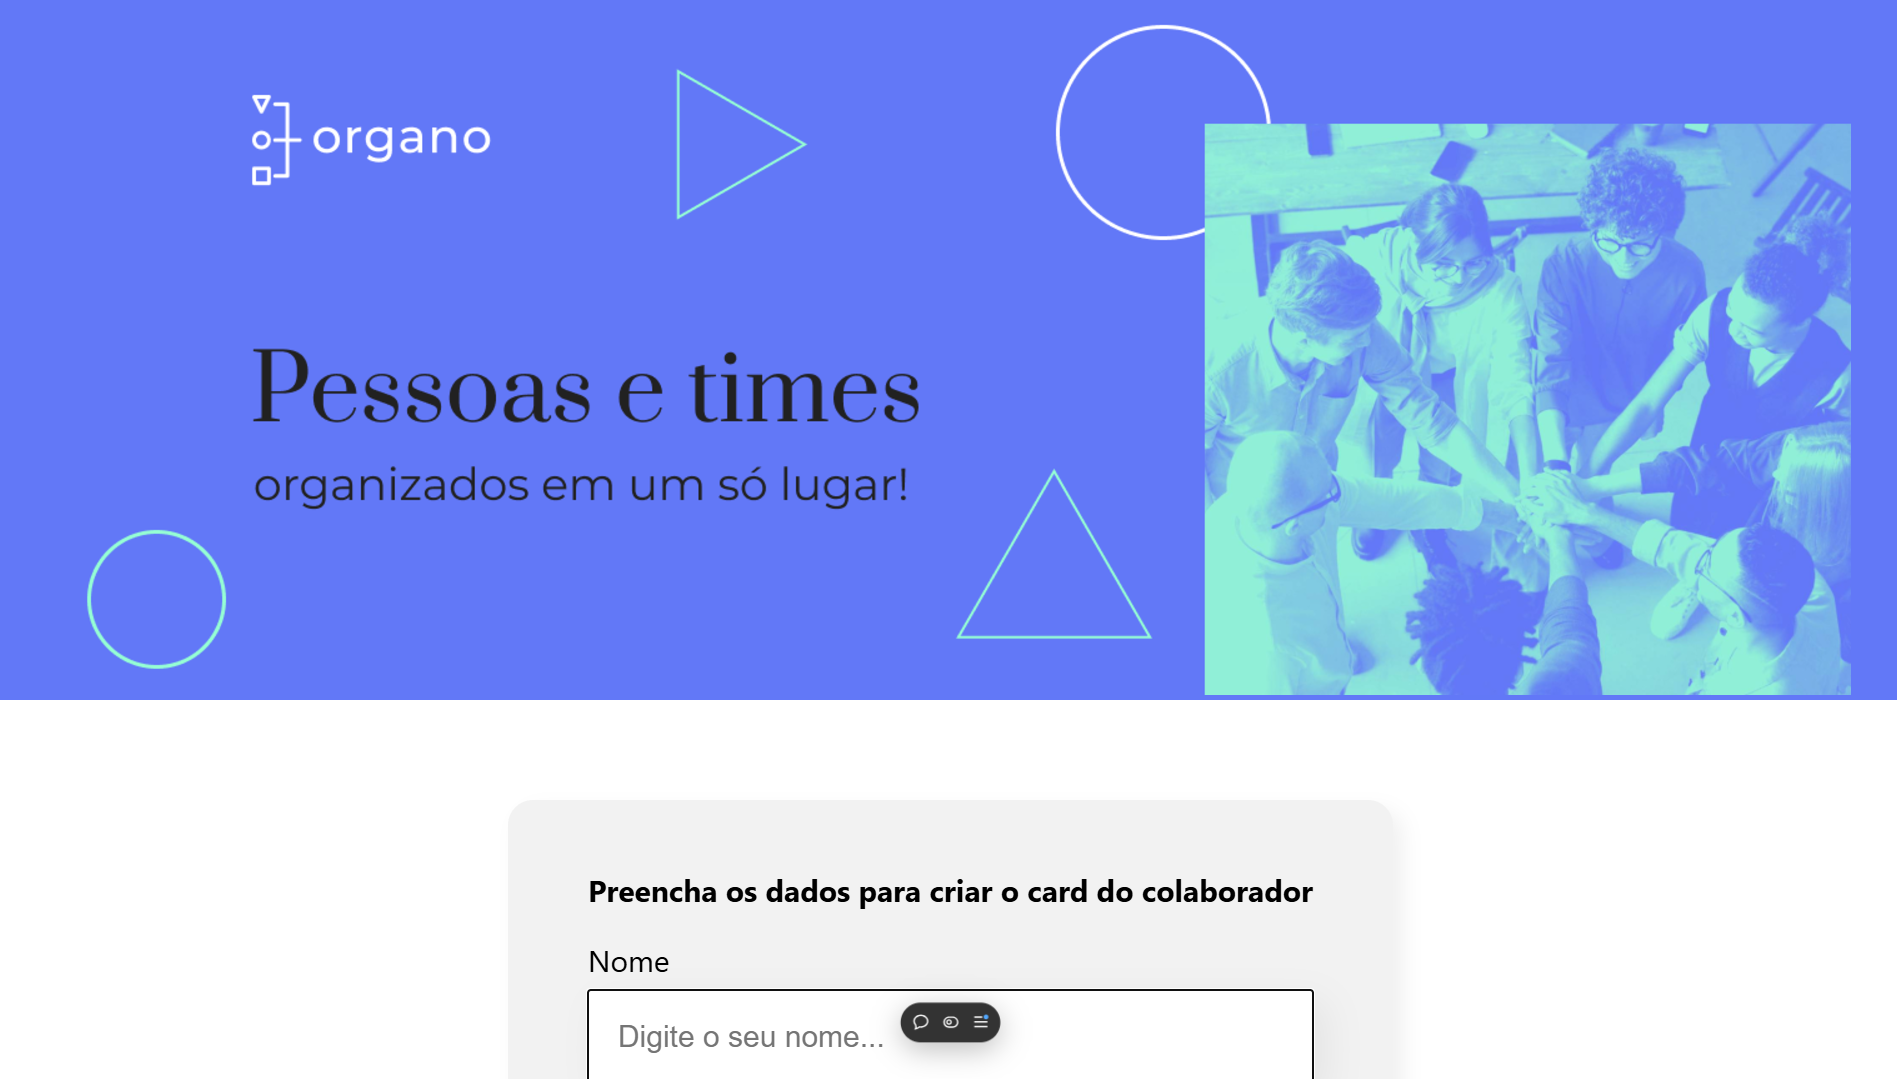 organo
Pessoas e times
organizados em um só lugar!
Preencha os dados para criar o card do colaborador
Nome
Digite o seu nome...